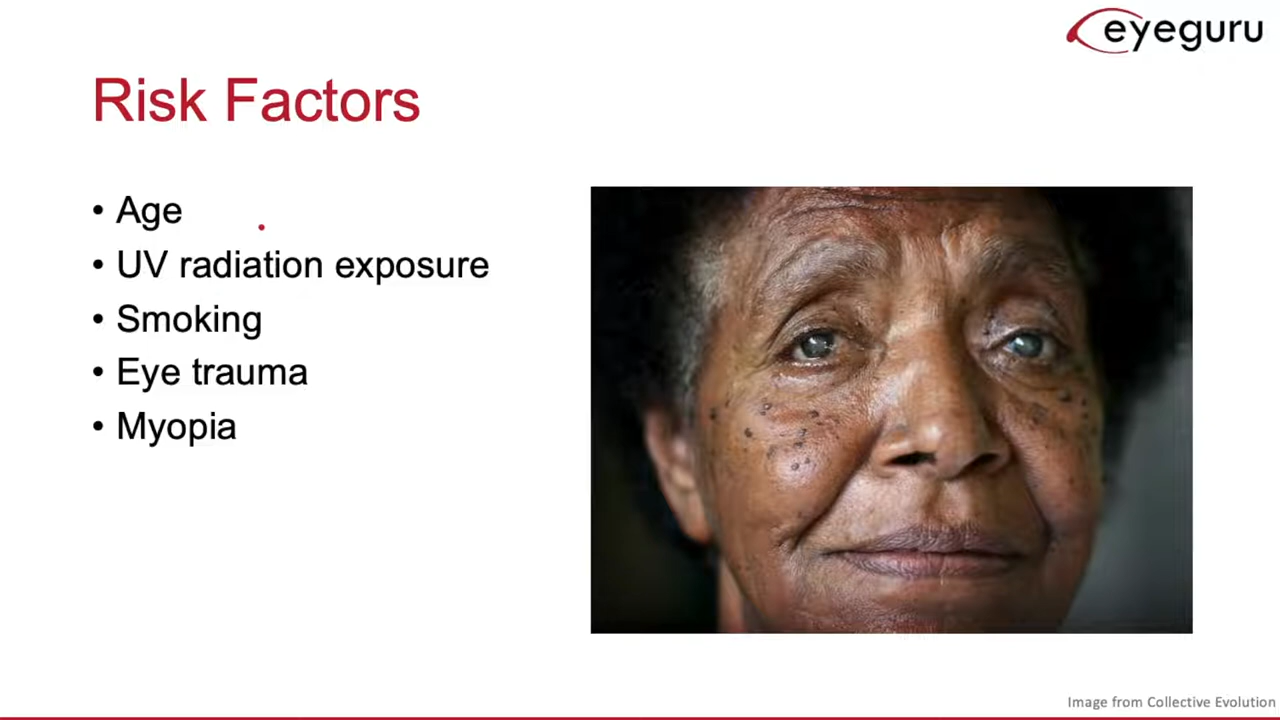 eyeguru
Risk Factors
• Age
• UV radiation exposure
• Smoking
• Eye trauma
• Myopia
Image from Collective Evolution